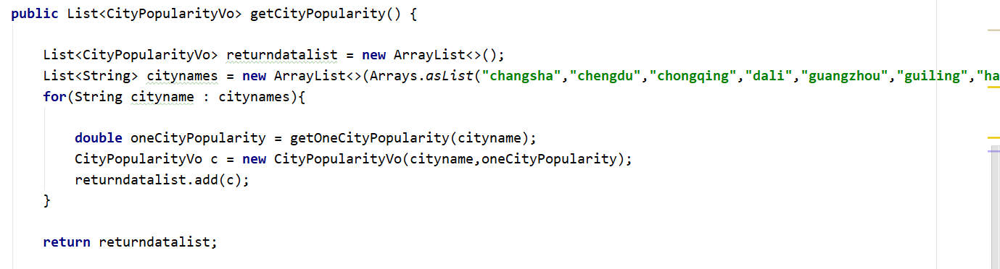 public List<CityPopularityVo> getCityPopularity() {
List<CityPopularityVo> returndatalist = new ArrayList<>();
List<String> citynames = new ArrayList<>(Arrays.asList("changsha","chengdu","chongqing","dali","guangzhou","guiling","ha
for(String cityname : citynames){
double oneCityPopularity = getOneCityPopularity(cityname);
CityPopularityVo c = new CityPopularityVo(cityname,oneCityPopularity);
returndatalist.add(c);
}
return returndatalist;